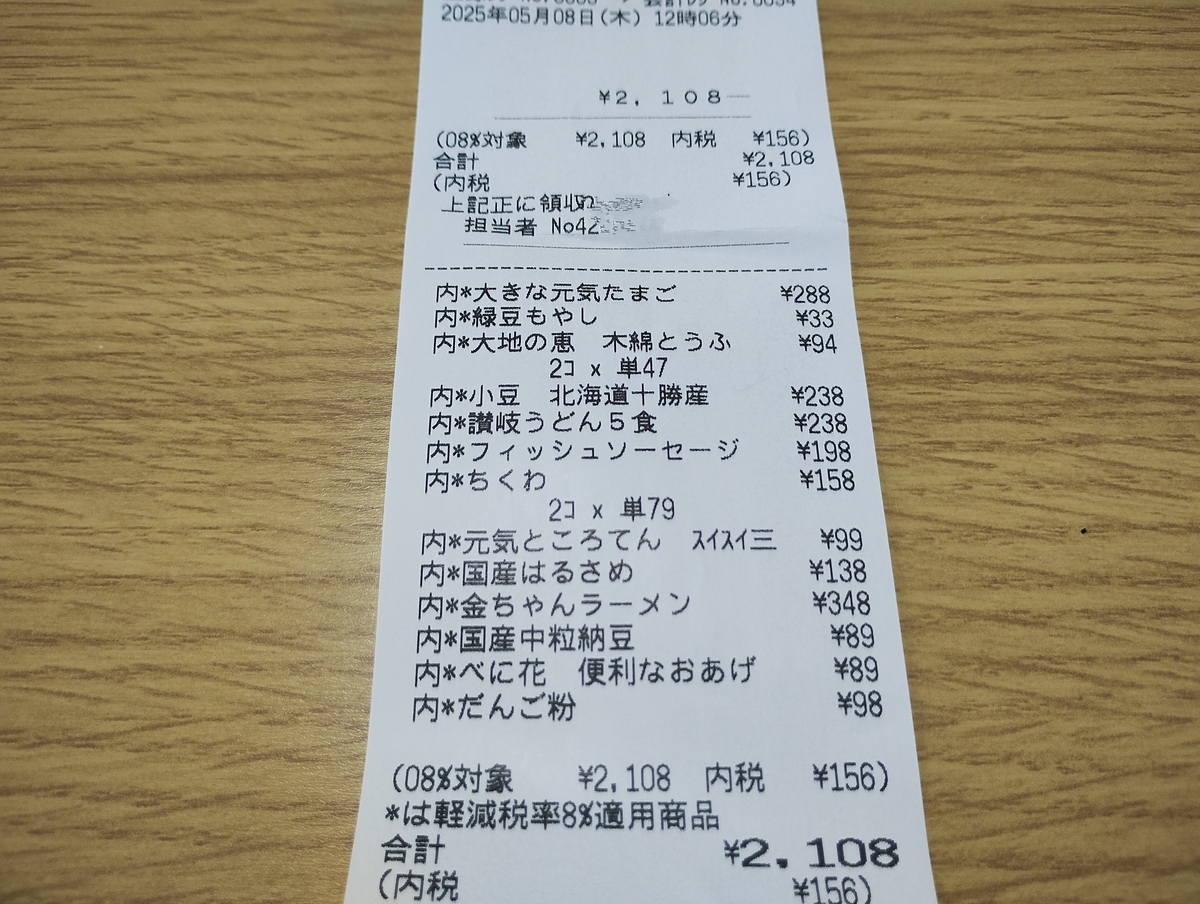 2025年05月08日(木) 12時06分
¥2,108―
(08%対象 ¥2,108 内税 ¥156)
合計 ¥2,108
(内税 ¥156)
上記正に領収
担当者 No42
内*大きな元気たまご ¥288
内*緑豆もやし ¥33
内*大地の恵 木綿とうふ ¥94
2コ x 単47
内*小豆 北海道十勝産 ¥238
内*讃岐うどん5食 ¥238
内*フィッシュソーセージ ¥198
内*ちくわ ¥158
2コ x 単79
内*元気ところてん スイスイ三 ¥99
内*国産はるさめ ¥138
内*金ちゃんラーメン ¥348
内*国産中粒納豆 ¥89
内*べに花 便利なおあげ ¥89
内*だんご粉 ¥98
(08%対象 ¥2,108 内税 ¥156)
*は軽減税率8%適用商品
合計 ¥2,108
(内税 ¥156)